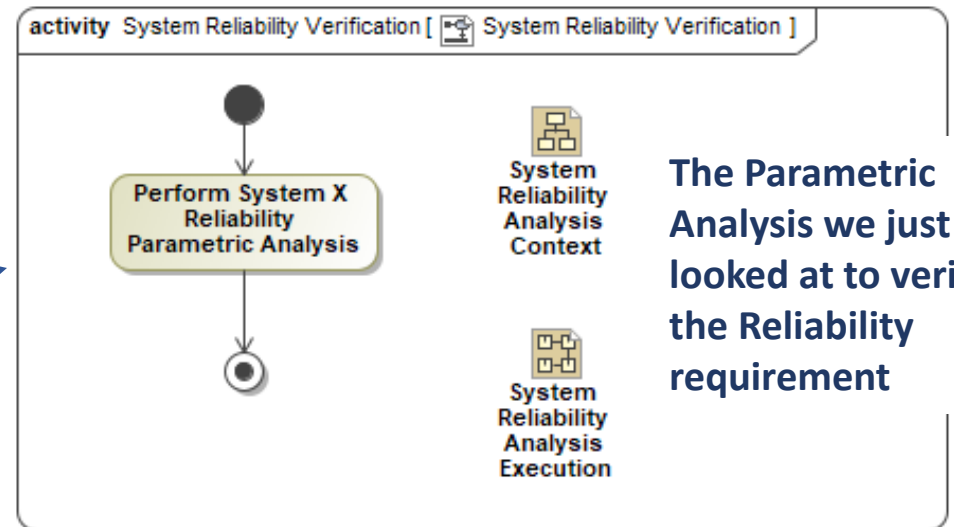 activity System Reliability Verification [ System Reliability Verification ]
Perform System X
Reliability
Parametric Analysis
System
Reliability
Analysis
Context
System
Reliability
Analysis
Execution
The Parametric
Analysis we just
looked at to veri
the Reliability
requirement